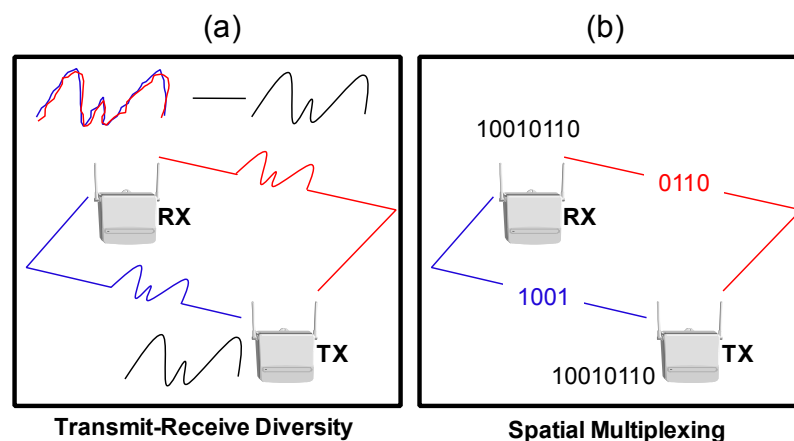 (a)
RX
TX
Transmit-Receive Diversity
(b)
10010110
RX
0110
1001
TX
10010110
Spatial Multiplexing